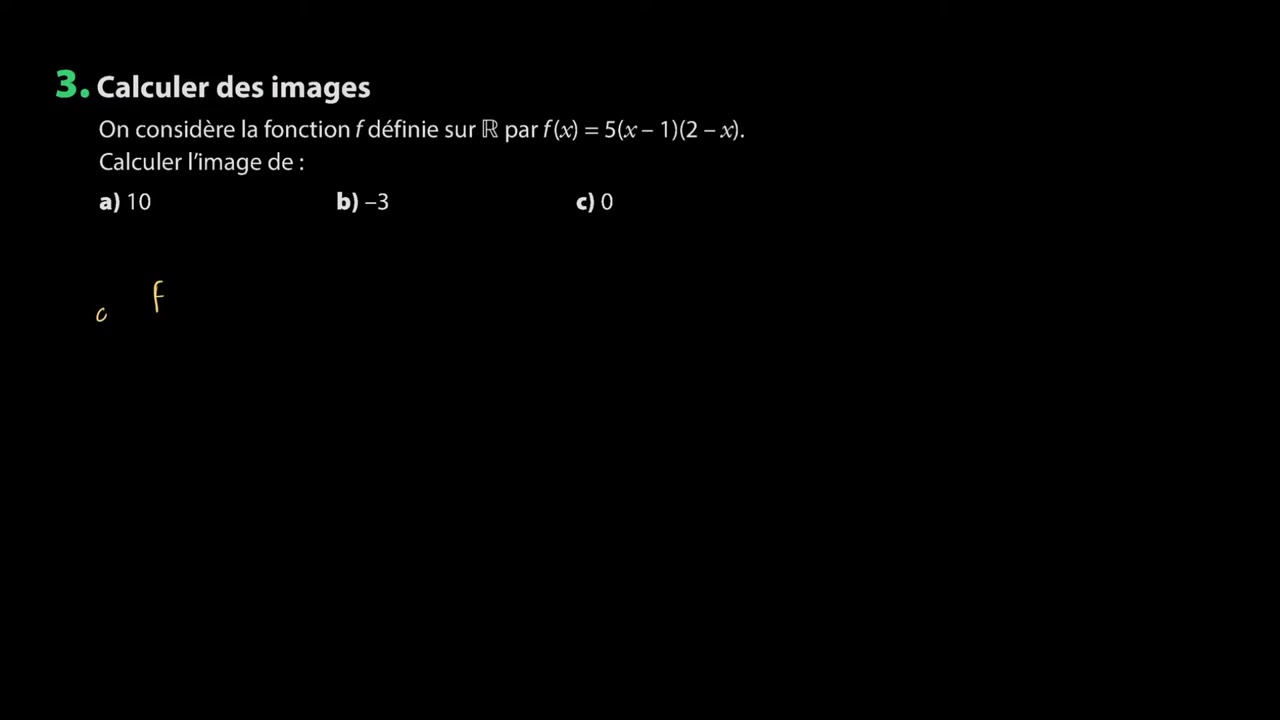 3. Calculer des images
On considère la fonction f définie sur ℝ par f(x) = 5(x – 1)(2 – x).
Calculer l’image de :
a) 10 b) –3 c) 0
f